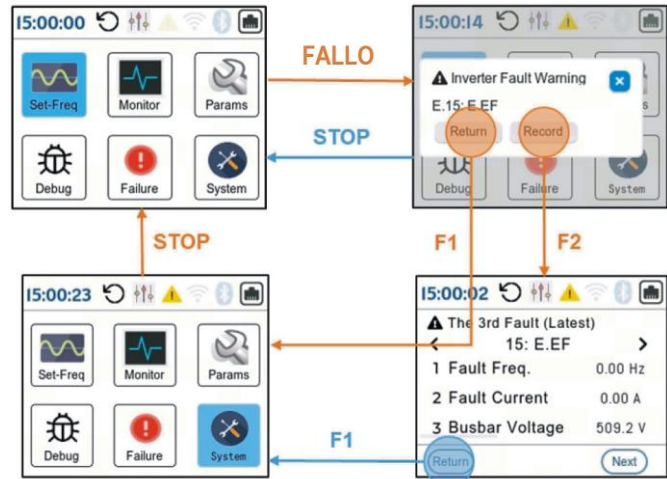 15:00:00
Set-Freq
Monitor
Params
Debug
Failure
System
FALLO
STOP
15:00:14
Inverter Fault Warning
E.15: E.EF
Return
Record
s
Debug
Failure
System
STOP
F1
F2
15:00:23
Set-Freq
Monitor
Params
Debug
Failure
System
F1
15:00:02
The 3rd Fault (Latest)
< 15: E.EF >
1 Fault Freq. 0.00 Hz
2 Fault Current 0.00 A
3 Busbar Voltage 509.2 V
Return
Next